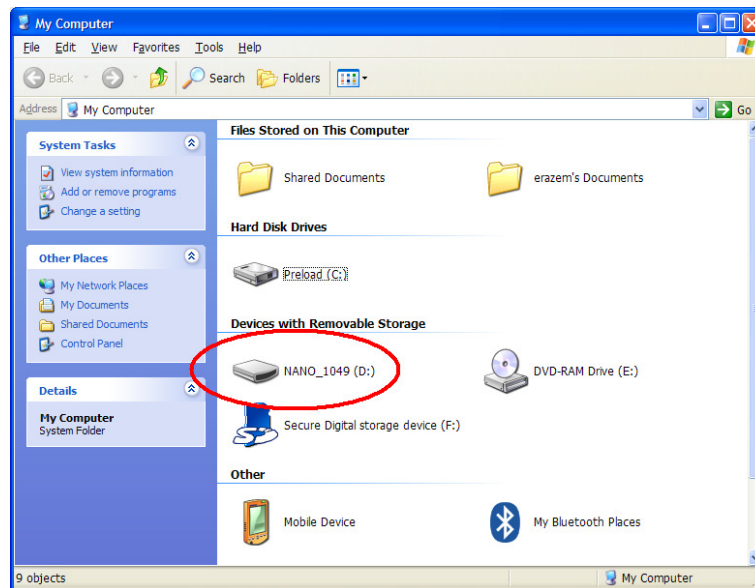 My Computer
File Edit View Favorites Tools Help
Back Search Folders
Address My Computer Go
System Tasks
View system information
Add or remove programs
Change a setting
Other Places
My Network Places
My Documents
Shared Documents
Control Panel
Details
My Computer
System Folder
Files Stored on This Computer
Shared Documents erazem's Documents
Hard Disk Drives
Preload (C:)
Devices with Removable Storage
NANO_1049 (D:) DVD-RAM Drive (E:)
Secure Digital storage device (F:)
Other
Mobile Device My Bluetooth Places
9 objects My Computer